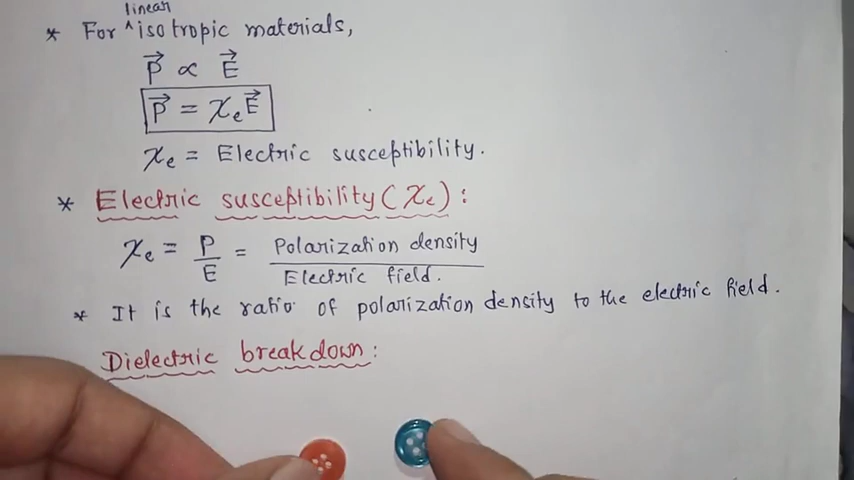 * For ^linear isotropic materials,
P⃗ ∝ E⃗
P⃗ = χₑE⃗
χₑ = Electric susceptibility.
* Electric susceptibility (χₑ) :
χₑ = P/E = Polarization density / Electric field.
* It is the ratio of polarization density to the electric field.
Dielectric breakdown :